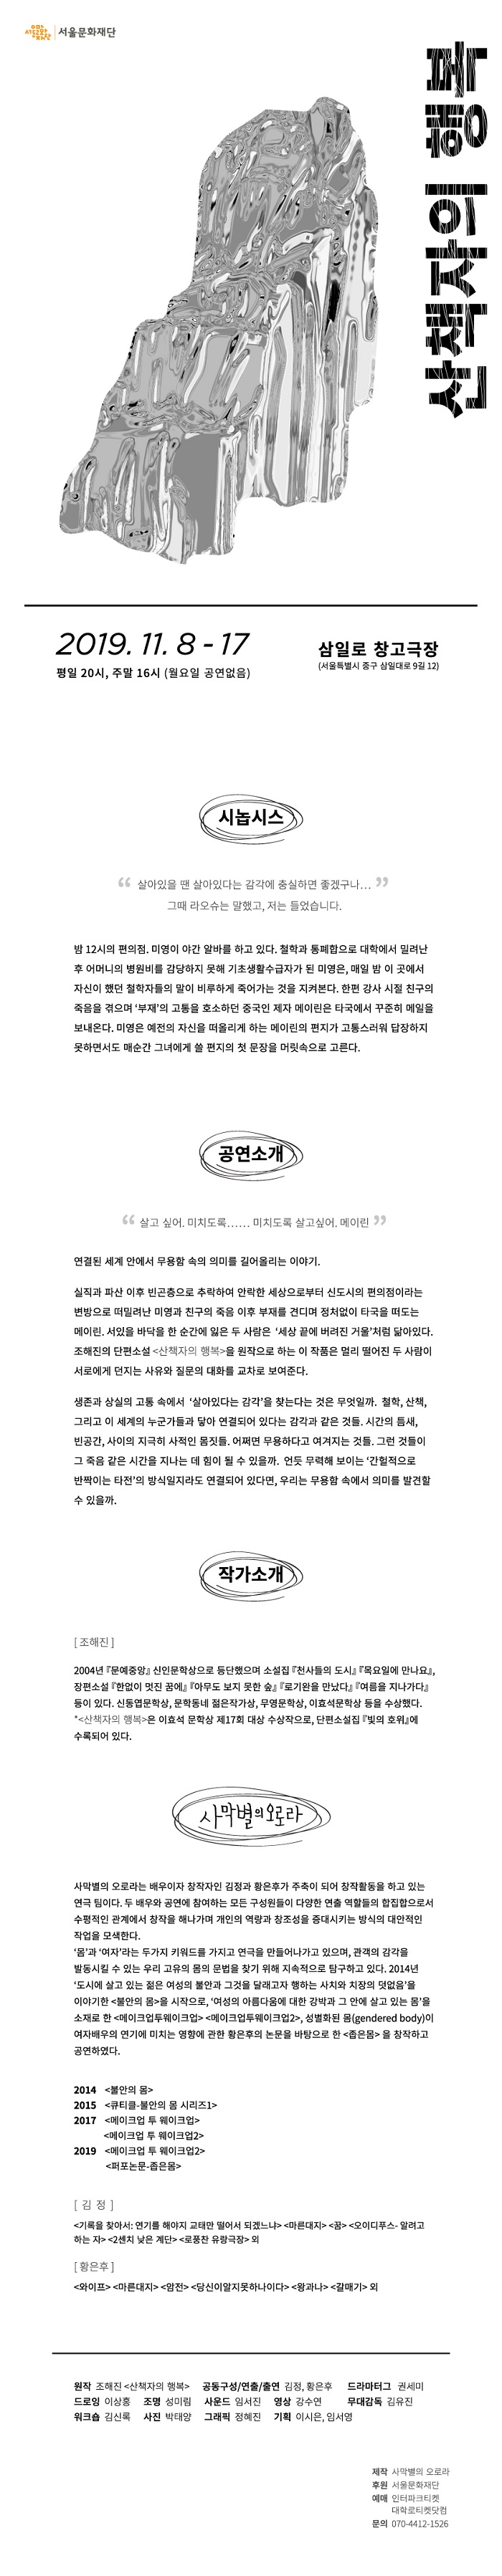 서울문화재단
산책자의 행복
2019. 11. 8 - 17
평일 20시, 주말 16시 (월요일 공연없음)
삼일로 창고극장
(서울특별시 중구 삼일대로 9길 12)
시놉시스
“ 살아있을 땐 살아있다는 감각에 충실하면 좋겠구나… ”
그때 라오슈는 말했고, 저는 들었습니다.
밤 12시의 편의점. 미영이 야간 알바를 하고 있다. 철학과 통폐합으로 대학에서 밀려난
후 어머니의 병원비를 감당하지 못해 기초생활수급자가 된 미영은, 매일 밤 이 곳에서
자신이 했던 철학자들의 말이 비루하게 죽어가는 것을 지켜본다. 한편 강사 시절 친구의
죽음을 겪으며 ‘부재’의 고통을 호소하던 중국인 제자 메이린은 타국에서 꾸준히 메일을
보내온다. 미영은 예전의 자신을 떠올리게 하는 메이린의 편지가 고통스러워 답장하지
못하면서도 매순간 그녀에게 쓸 편지의 첫 문장을 머릿속으로 고른다.
공연소개
“ 살고 싶어. 미치도록…… 미치도록 살고싶어. 메이린 ”
연결된 세계 안에서 무용함 속의 의미를 길어올리는 이야기.
실직과 파산 이후 빈곤층으로 추락하여 안락한 세상으로부터 신도시의 편의점이라는
변방으로 떠밀려난 미영과 친구의 죽음 이후 부재를 견디며 정처없이 타국을 떠도는
메이린. 서있을 바닥을 한 순간에 잃은 두 사람은 ‘세상 끝에 버려진 거울’처럼 닮아있다.
조해진의 단편소설 <산책자의 행복>을 원작으로 하는 이 작품은 멀리 떨어진 두 사람이
서로에게 던지는 사유와 질문의 대화를 교차로 보여준다.
생존과 상실의 고통 속에서 ‘살아있다는 감각’을 찾는다는 것은 무엇일까. 철학, 산책,
그리고 이 세계의 누군가들과 닿아 연결되어 있다는 감각과 같은 것들. 시간의 틈새,
빈공간, 사이의 지극히 사적인 몸짓들. 어쩌면 무용하다고 여겨지는 것들. 그런 것들이
그 죽음 같은 시간을 지나는 데 힘이 될 수 있을까. 언듯 무력해 보이는 ‘간헐적으로
반짝이는 타전’의 방식일지라도 연결되어 있다면, 우리는 무용함 속에서 의미를 발견할
수 있을까.
작가소개
[ 조해진 ]
2004년 『문예중앙』 신인문학상으로 등단했으며 소설집 『천사들의 도시』 『목요일에 만나요』,
장편소설 『한없이 멋진 꿈에』 『아무도 보지 못한 숲』 『로기완을 만났다』 『여름을 지나가다』
등이 있다. 신동엽문학상, 문학동네 젊은작가상, 무영문학상, 이효석문학상 등을 수상했다.
*<산책자의 행복>은 이효석 문학상 제17회 대상 수상작으로, 단편소설집 『빛의 호위』에
수록되어 있다.
사막별의 오로라
사막별의 오로라는 배우이자 창작자인 김정과 황은후가 주축이 되어 창작활동을 하고 있는
연극 팀이다. 두 배우와 공연에 참여하는 모든 구성원들이 다양한 연출 역할들의 합집합으로서
수평적인 관계에서 창작을 해나가며 개인의 역량과 창조성을 증대시키는 방식의 대안적인
작업을 모색한다.
‘몸’과 ‘여자’라는 두가지 키워드를 가지고 연극을 만들어나가고 있으며, 관객의 감각을
발동시킬 수 있는 우리 고유의 몸의 문법을 찾기 위해 지속적으로 탐구하고 있다. 2014년
‘도시에 살고 있는 젊은 여성의 불안과 그것을 달래고자 행하는 사치와 치장의 덧없음’을
이야기한 <불안의 몸>을 시작으로, ‘여성의 아름다움에 대한 강박과 그 안에 살고 있는 몸’을
소재로 한 <메이크업투웨이크업> <메이크업투웨이크업2>, 성별화된 몸(gendered body)이
여자배우의 연기에 미치는 영향에 관한 황은후의 논문을 바탕으로 한 <좁은몸> 을 창작하고
공연하였다.
2014 <불안의 몸>
2015 <큐티클-불안의 몸 시리즈1>
2017 <메이크업 투 웨이크업>
<메이크업 투 웨이크업2>
2019 <메이크업 투 웨이크업2>
<퍼포논문-좁은몸>
[ 김 정 ]
<기록을 찾아서: 연기를 해야지 교태만 떨어서 되겠느냐> <마른대지> <꿈> <오이디푸스- 알려고
하는 자> <2센치 낮은 계단> <로풍찬 유랑극장> 외
[ 황은후 ]
<와이프> <마른대지> <암전> <당신이알지못하나이다> <왕과나> <갈매기> 외
원작 조해진 <산책자의 행복> 공동구성/연출/출연 김정, 황은후 드라마터그 권세미
드로잉 이상홍 조명 성미림 사운드 임서진 영상 강수연 무대감독 김유진
워크숍 김신록 사진 박태양 그래픽 정혜진 기획 이시은, 임서영
제작 사막별의 오로라
후원 서울문화재단
예매 인터파크티켓
대학로티켓닷컴
문의 070-4412-1526